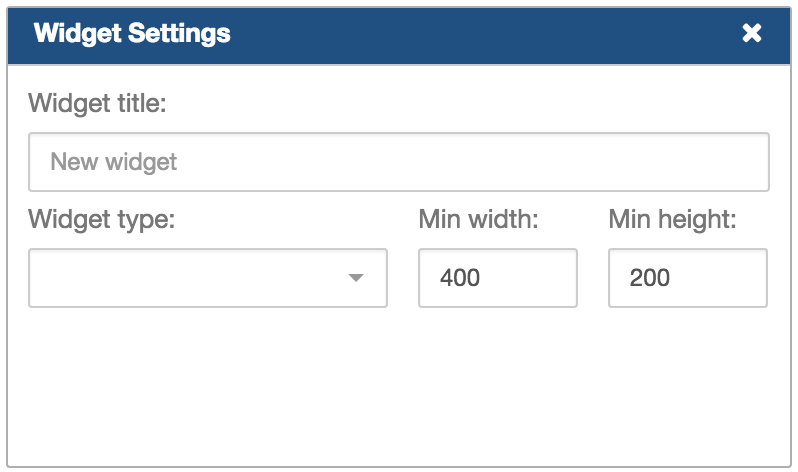 Widget Settings
Widget title:
New widget
Widget type: Min width: Min height:
400 200